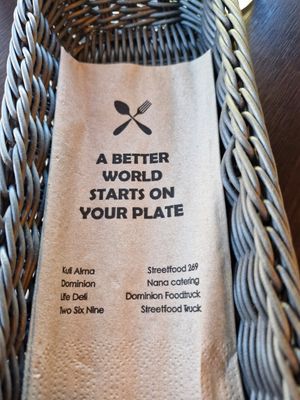 A BETTER
WORLD
STARTS ON
YOUR PLATE
Kuli Alma Streetfood 269
Dominion Nana catering
Life Deli Dominion Foodtruck
Two Six Nine Streetfood Truck